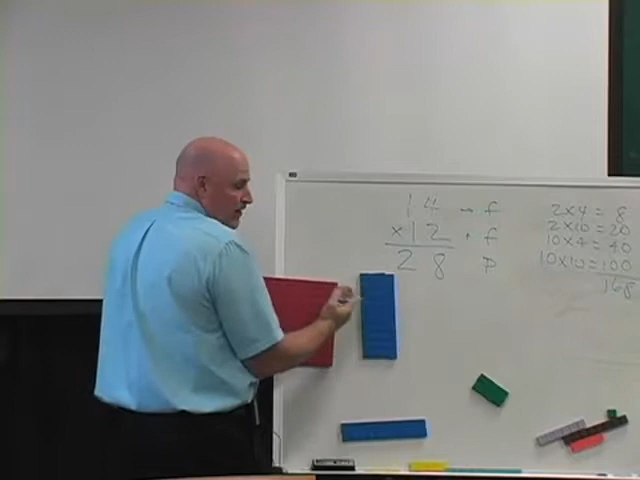 14 → f
×12 → f
28 P
2×4 = 8
2×10 = 20
10×4 = 40
10×10 = 100
168